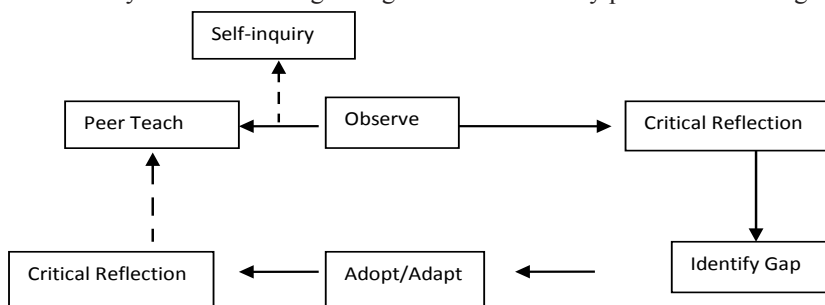 Self-inquiry
Peer Teach
Observe
Critical Reflection
Critical Reflection
Adopt/Adapt
Identify Gap